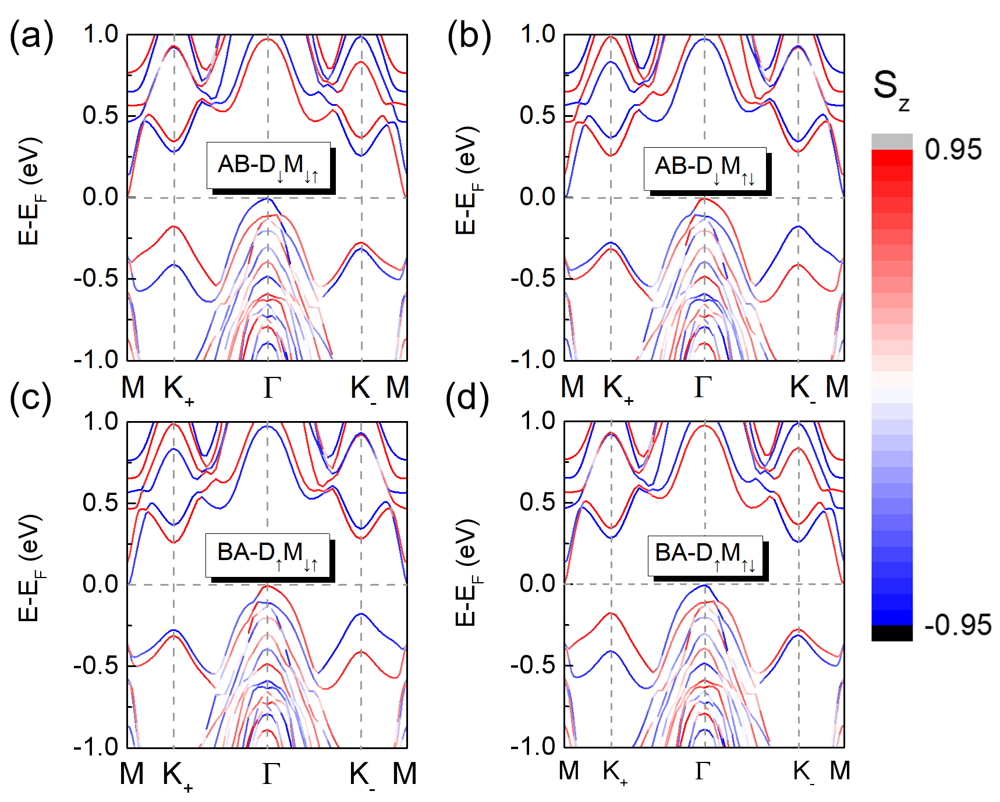 (a)
1.0
0.5
0.0
-0.5
-1.0
E-E_F (eV)
AB-D↓M↓↑
M K+ Γ K- M
(b)
1.0
0.5
0.0
-0.5
-1.0
E-E_F (eV)
AB-D↓M↑↓
M K+ Γ K- M
Sz
0.95
-0.95
(c)
1.0
0.5
0.0
-0.5
-1.0
E-E_F (eV)
BA-D↑M↓↑
M K+ Γ K- M
(d)
1.0
0.5
0.0
-0.5
-1.0
E-E_F (eV)
BA-D↑M↑↓
M K+ Γ K- M